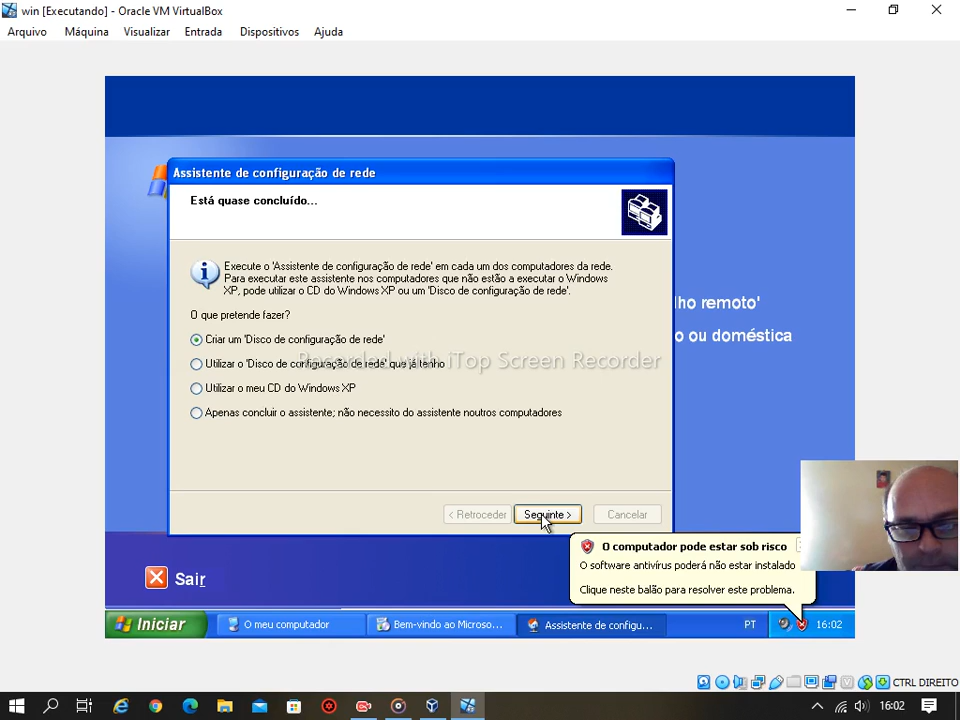 win [Executando] - Oracle VM VirtualBox
Arquivo Máquina Visualizar Entrada Dispositivos Ajuda
Assistente de configuração de rede
Está quase concluído...
Execute o 'Assistente de configuração de rede' em cada um dos computadores da rede.
Para executar este assistente nos computadores que não estão a executar o Windows
XP, pode utilizar o CD do Windows XP ou um 'Disco de configuração de rede'.
lho remoto'
O que pretende fazer?
o ou doméstica
Criar um 'Disco de configuração de rede'
Recorded with iTop Screen Recorder
Utilizar o 'Disco de configuração de rede' que já tenho
Utilizar o meu CD do Windows XP
Apenas concluir o assistente; não necessito do assistente noutros computadores
< Retroceder Seguinte > Cancelar
O computador pode estar sob risco
O software antivírus poderá não estar instalado
Clique neste balão para resolver este problema.
Sair
Iniciar O meu computador Bem-vindo ao Microso... Assistente de configu... PT 16:02
CTRL DIREITO
16:02